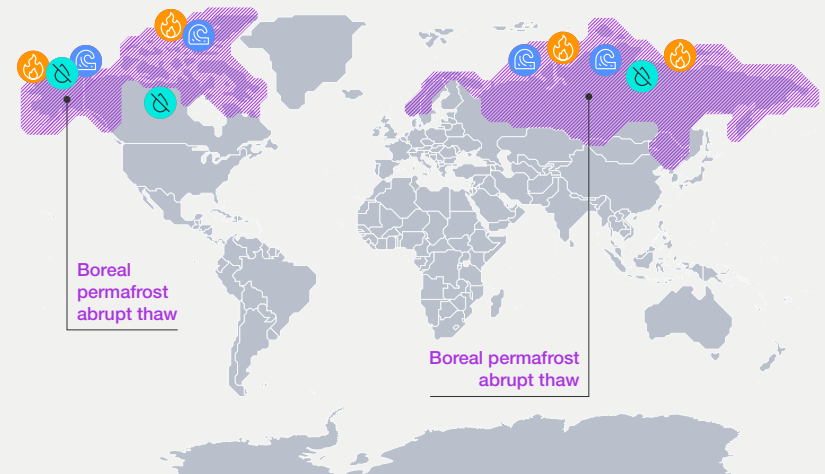 Boreal
permafrost
abrupt thaw
Boreal permafrost
abrupt thaw